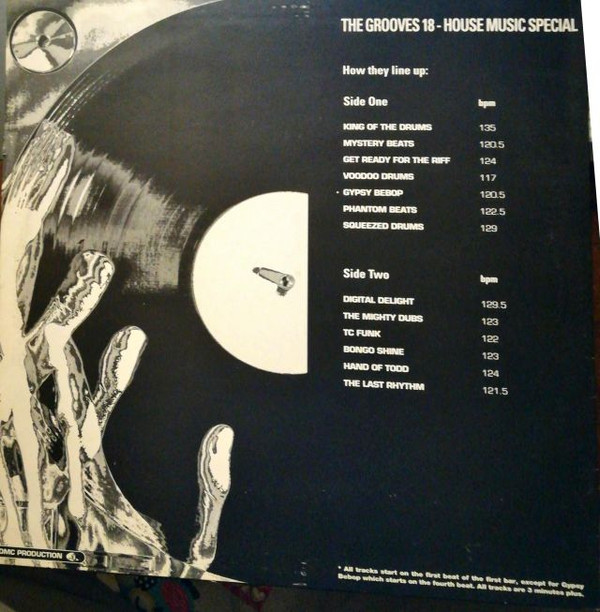 THE GROOVES 18 - HOUSE MUSIC SPECIAL
How they line up:
Side One bpm
KING OF THE DRUMS 135
MYSTERY BEATS 120.5
GET READY FOR THE RIFF 124
VOODOO DRUMS 117
• GYPSY BEBOP 120.5
PHANTOM BEATS 122.5
SQUEEZED DRUMS 129
Side Two bpm
DIGITAL DELIGHT 129.5
THE MIGHTY DUBS 123
TC FUNK 122
BONGO SHINE 123
HAND OF TODD 124
THE LAST RHYTHM 121.5
DMC PRODUCTION
* All tracks start on the first beat of the first bar, except for Gypsy
Bebop which starts on the fourth beat. All tracks are 3 minutes plus.